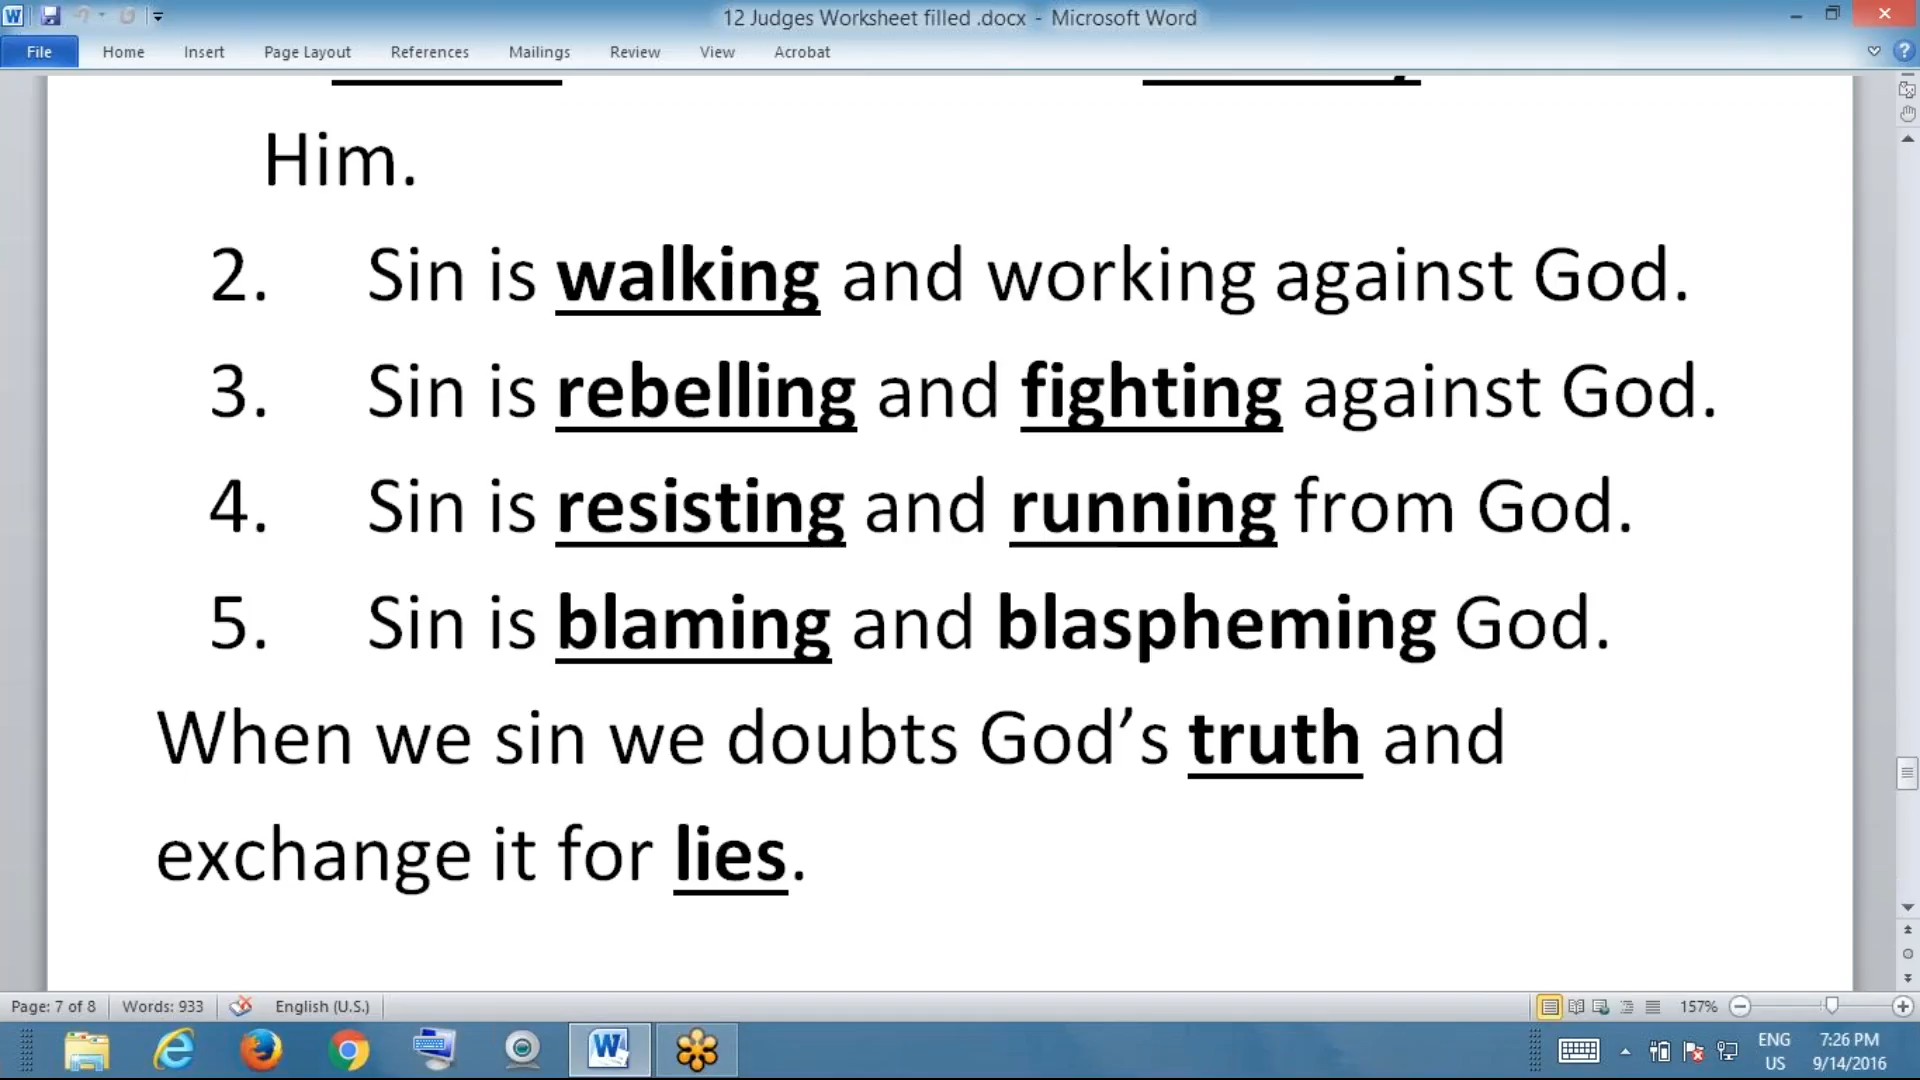 12 Judges Worksheet filled .docx - Microsoft Word
File Home Insert Page Layout References Mailings Review View Acrobat
Him.
2. Sin is walking and working against God.
3. Sin is rebelling and fighting against God.
4. Sin is resisting and running from God.
5. Sin is blaming and blaspheming God.
When we sin we doubts God’s truth and
exchange it for lies.
Page: 7 of 8 Words: 933 English (U.S.) 157%
ENG 7:26 PM
US 9/14/2016